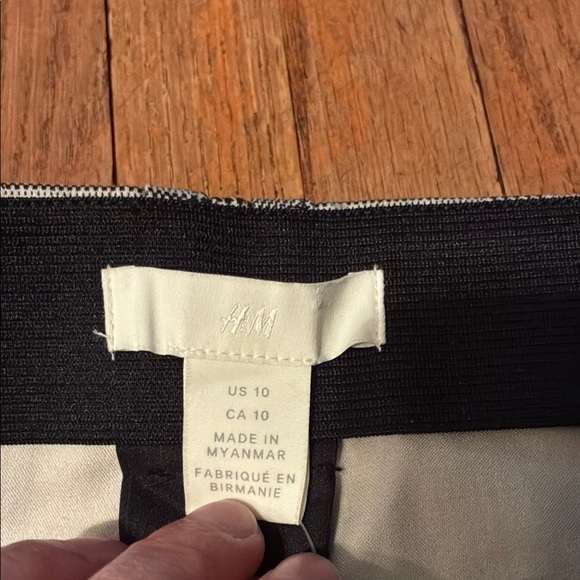 H&M
US 10
CA 10
MADE IN
MYANMAR
FABRIQUÉ EN
BIRMANIE